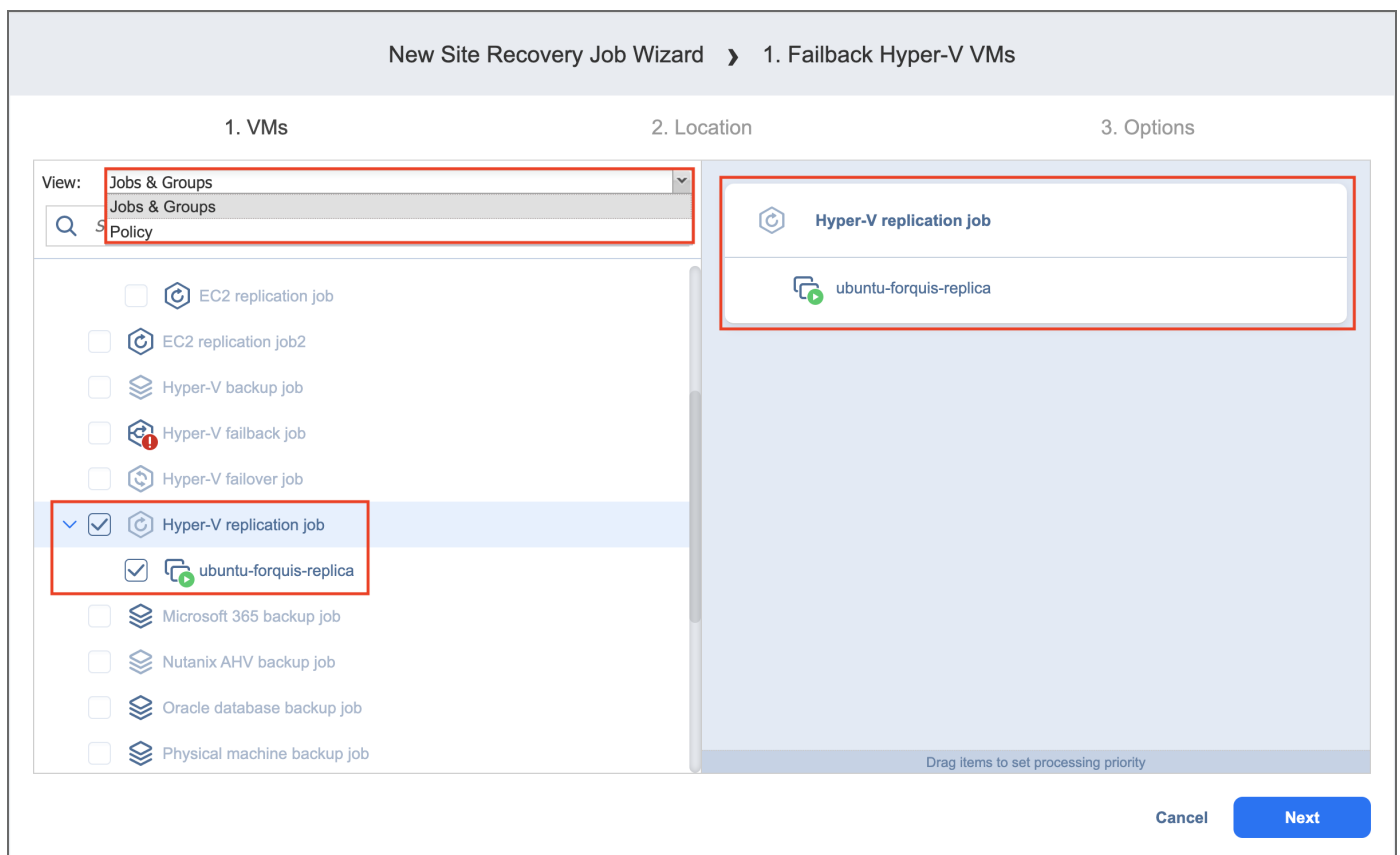 New Site Recovery Job Wizard ❯ 1. Failback Hyper-V VMs
1. VMs
2. Location
3. Options
View:
Jobs & Groups
Jobs & Groups
Policy
EC2 replication job
EC2 replication job2
Hyper-V backup job
Hyper-V failback job
Hyper-V failover job
Hyper-V replication job
ubuntu-forquis-replica
Microsoft 365 backup job
Nutanix AHV backup job
Oracle database backup job
Physical machine backup job
Hyper-V replication job
ubuntu-forquis-replica
Drag items to set processing priority
Cancel
Next